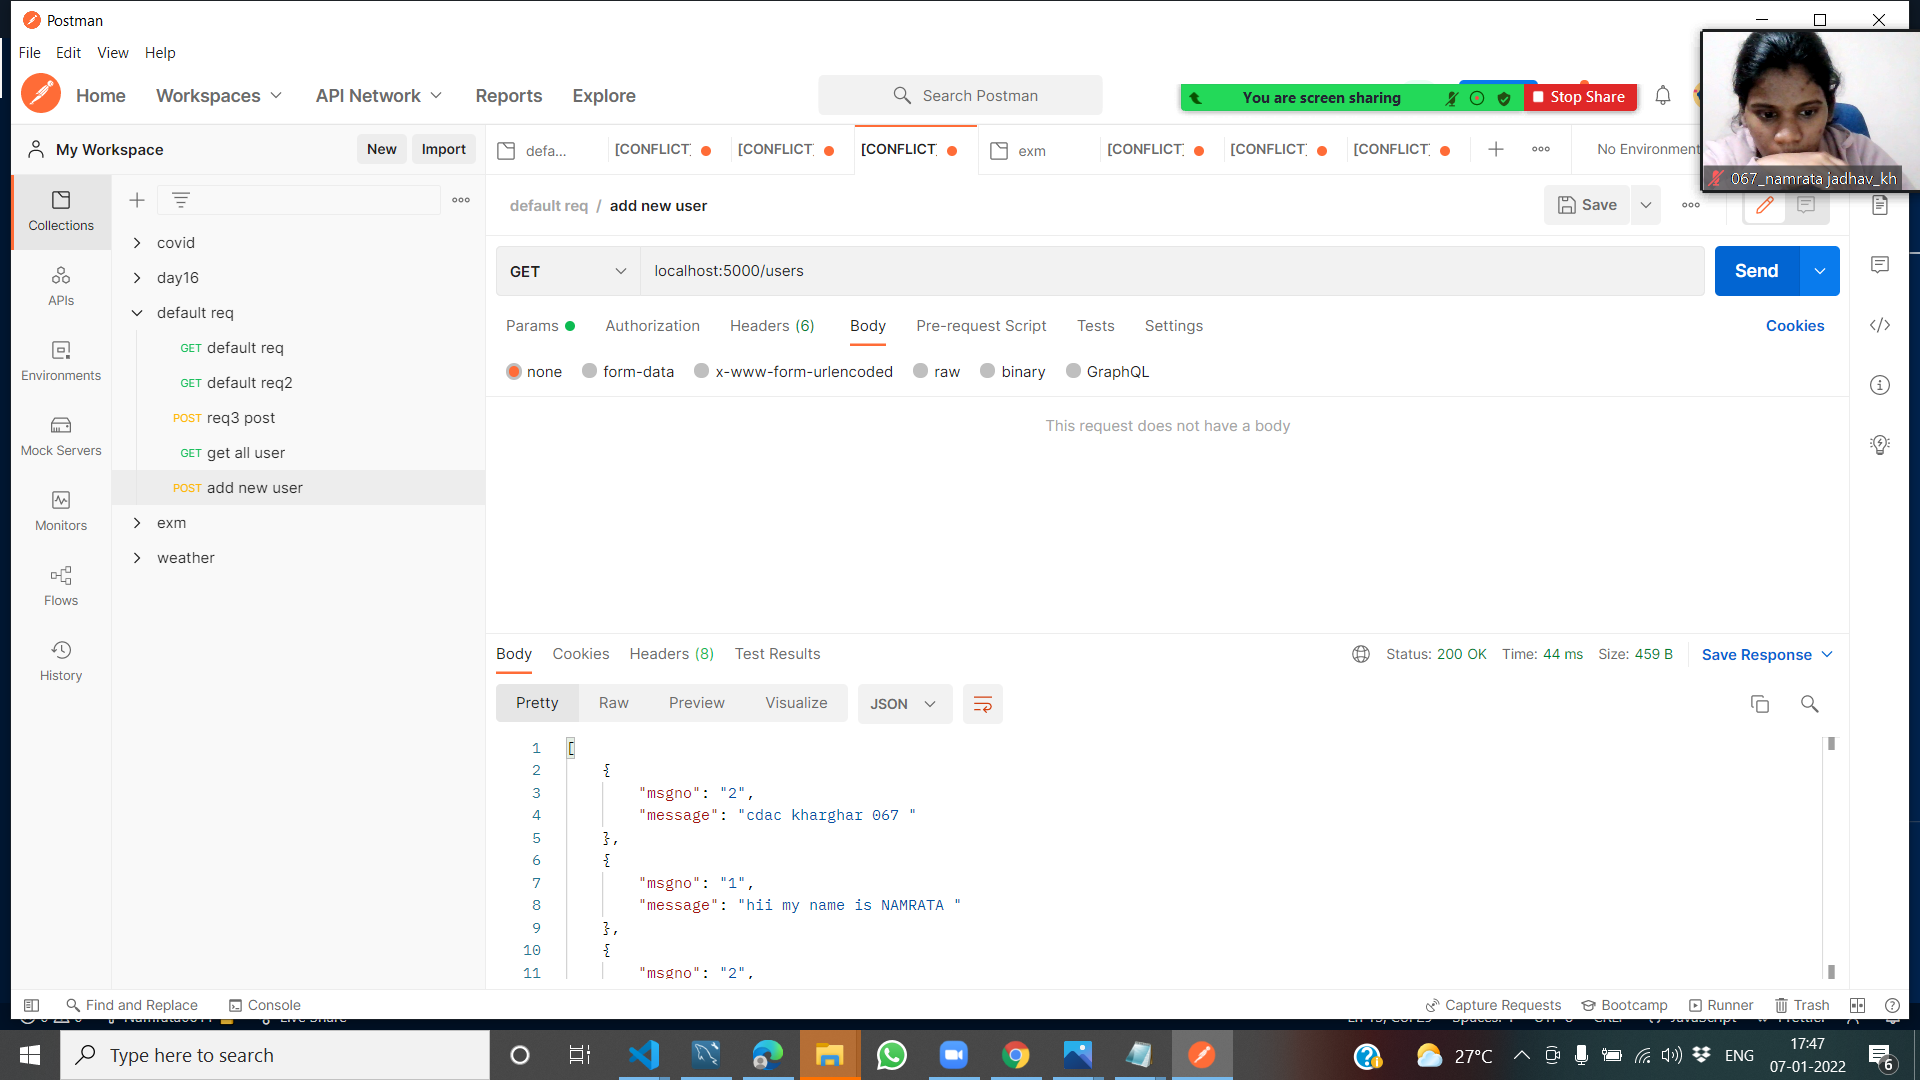 Postman
File Edit View Help
Home Workspaces API Network Reports Explore
Search Postman
You are screen sharing
Stop Share
067_namrata jadhav_kh
My Workspace
New Import
defa...
[CONFLICT]
[CONFLICT]
[CONFLICT]
exm
[CONFLICT]
[CONFLICT]
[CONFLICT]
No Environment
Collections
APIs
Environments
Mock Servers
Monitors
Flows
History
covid
day16
default req
GET default req
GET default req2
POST req3 post
GET get all user
POST add new user
exm
weather
default req / add new user
Save
GET localhost:5000/users
Send
Params Authorization Headers (6) Body Pre-request Script Tests Settings
Cookies
none form-data x-www-form-urlencoded raw binary GraphQL
This request does not have a body
Body Cookies Headers (8) Test Results
Status: 200 OK Time: 44 ms Size: 459 B
Save Response
Pretty Raw Preview Visualize JSON
1 [
2 {
3 "msgno": "2",
4 "message": "cdac kharghar 067 "
5 },
6 {
7 "msgno": "1",
8 "message": "hii my name is NAMRATA "
9 },
10 {
11 "msgno": "2",
Find and Replace Console
Capture Requests Bootcamp Runner Trash
Type here to search
27°C
ENG
17:47
07-01-2022
6